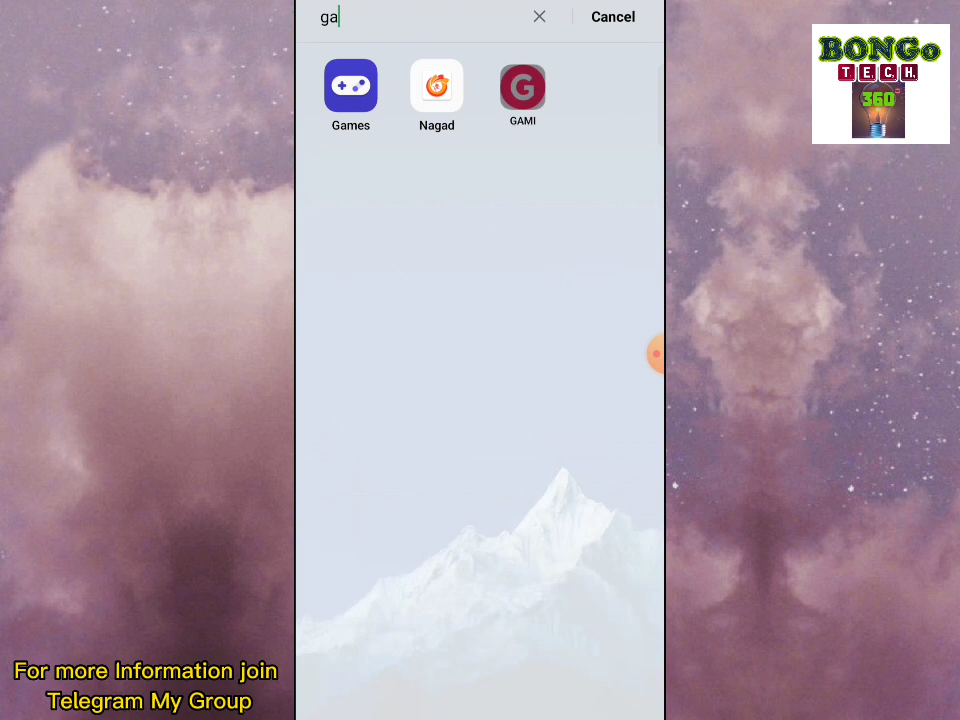 ga
Cancel
Games
Nagad
G
GAMI
BONGo
T.E.C.H.
360
For more Information join
Telegram My Group